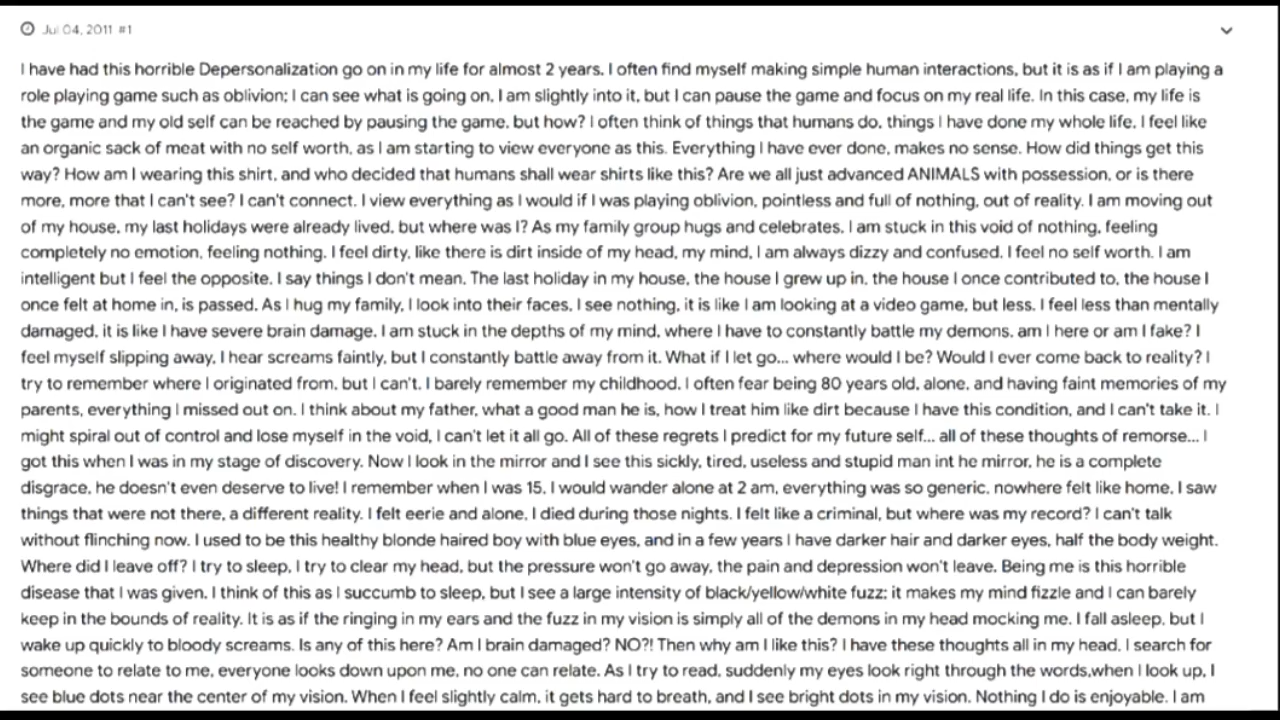 Jul 04, 2011 #1
I have had this horrible Depersonalization go on in my life for almost 2 years. I often find myself making simple human interactions, but it is as if I am playing a
role playing game such as oblivion; I can see what is going on, I am slightly into it, but I can pause the game and focus on my real life. In this case, my life is
the game and my old self can be reached by pausing the game, but how? I often think of things that humans do, things I have done my whole life. I feel like
an organic sack of meat with no self worth, as I am starting to view everyone as this. Everything I have ever done, makes no sense. How did things get this
way? How am I wearing this shirt, and who decided that humans shall wear shirts like this? Are we all just advanced ANIMALS with possession, or is there
more, more that I can't see? I can't connect. I view everything as I would if I was playing oblivion, pointless and full of nothing, out of reality. I am moving out
of my house, my last holidays were already lived, but where was I? As my family group hugs and celebrates, I am stuck in this void of nothing, feeling
completely no emotion, feeling nothing. I feel dirty, like there is dirt inside of my head, my mind, I am always dizzy and confused. I feel no self worth. I am
intelligent but I feel the opposite. I say things I don't mean. The last holiday in my house, the house I grew up in, the house I once contributed to, the house I
once felt at home in, is passed. As I hug my family, I look into their faces, I see nothing, it is like I am looking at a video game, but less. I feel less than mentally
damaged, it is like I have severe brain damage. I am stuck in the depths of my mind, where I have to constantly battle my demons, am I here or am I fake? I
feel myself slipping away, I hear screams faintly, but I constantly battle away from it. What if I let go... where would I be? Would I ever come back to reality? I
try to remember where I originated from, but I can't. I barely remember my childhood. I often fear being 80 years old, alone, and having faint memories of my
parents, everything I missed out on. I think about my father, what a good man he is, how I treat him like dirt because I have this condition, and I can't take it. I
might spiral out of control and lose myself in the void, I can't let it all go. All of these regrets I predict for my future self... all of these thoughts of remorse... I
got this when I was in my stage of discovery. Now I look in the mirror and I see this sickly, tired, useless and stupid man int he mirror, he is a complete
disgrace, he doesn't even deserve to live! I remember when I was 15, I would wander alone at 2 am, everything was so generic, nowhere felt like home, I saw
things that were not there, a different reality. I felt eerie and alone, I died during those nights. I felt like a criminal, but where was my record? I can't talk
without flinching now. I used to be this healthy blonde haired boy with blue eyes, and in a few years I have darker hair and darker eyes, half the body weight.
Where did I leave off? I try to sleep, I try to clear my head, but the pressure won't go away, the pain and depression won't leave. Being me is this horrible
disease that I was given. I think of this as I succumb to sleep, but I see a large intensity of black/yellow/white fuzz; it makes my mind fizzle and I can barely
keep in the bounds of reality. It is as if the ringing in my ears and the fuzz in my vision is simply all of the demons in my head mocking me. I fall asleep, but I
wake up quickly to bloody screams. Is any of this here? Am I brain damaged? NO?! Then why am I like this? I have these thoughts all in my head, I search for
someone to relate to me, everyone looks down upon me, no one can relate. As I try to read, suddenly my eyes look right through the words,when I look up, I
see blue dots near the center of my vision. When I feel slightly calm, it gets hard to breath, and I see bright dots in my vision. Nothing I do is enjoyable. I am